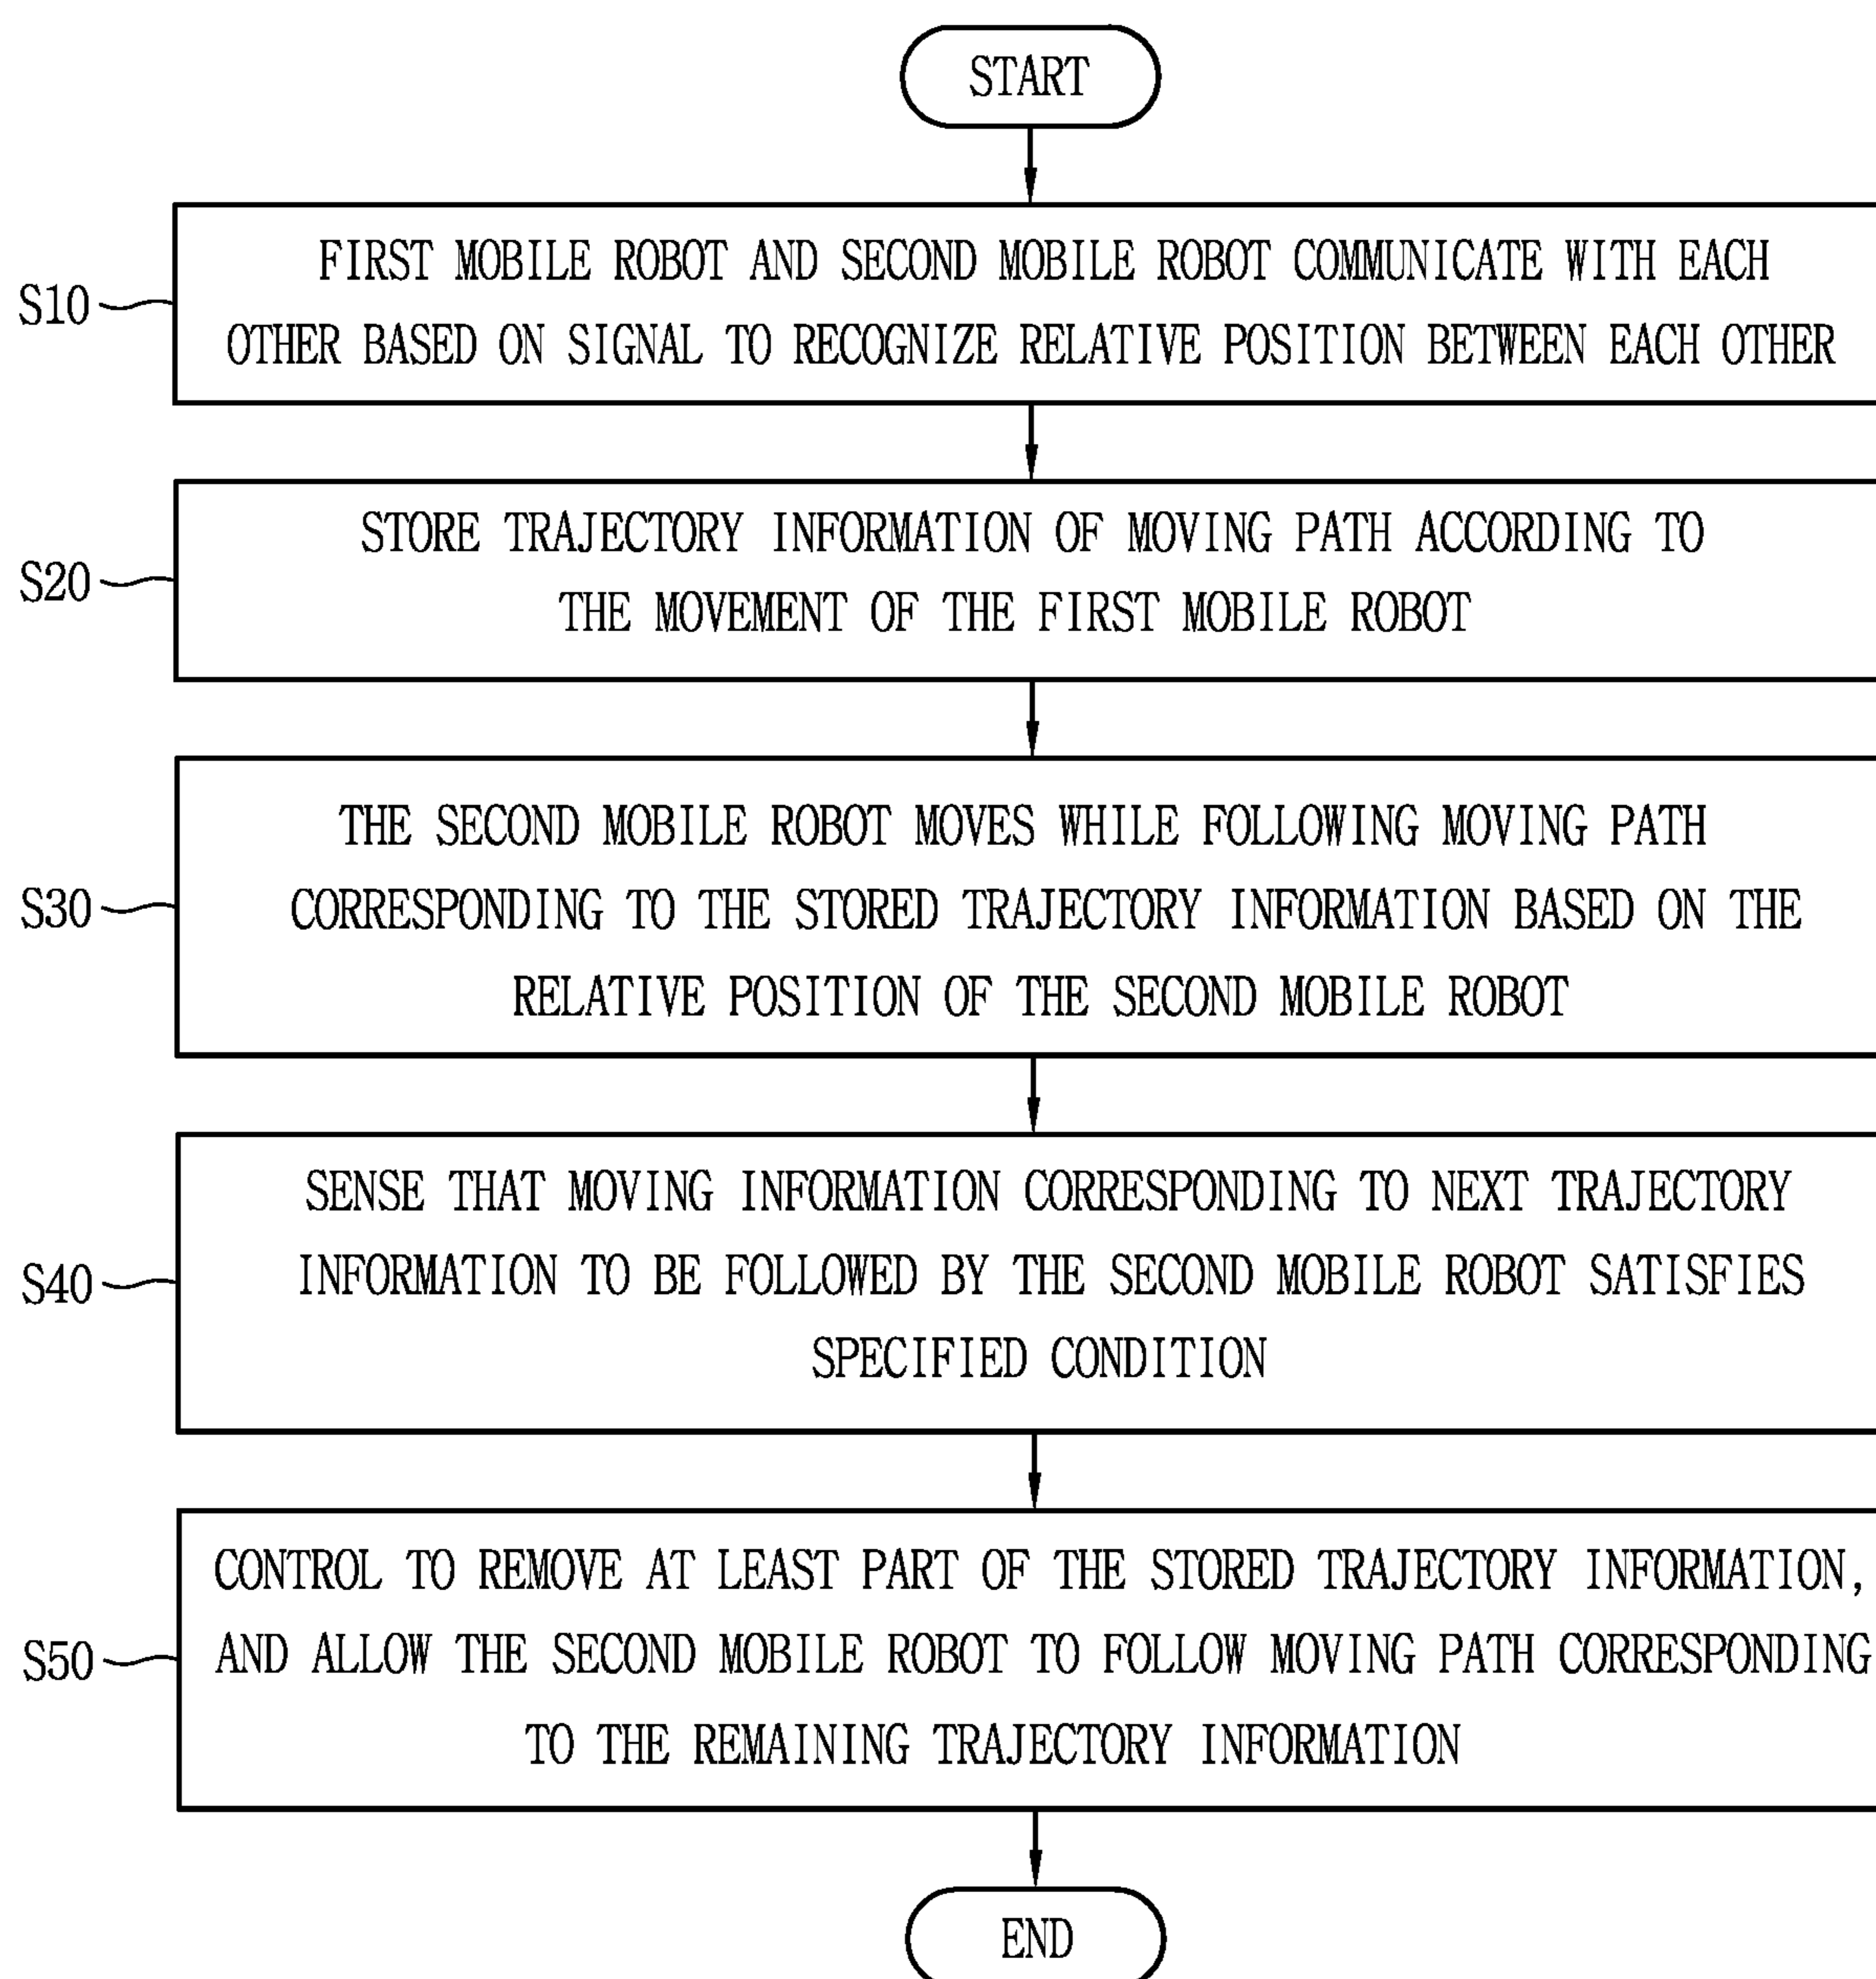 START
FIRST MOBILE ROBOT AND SECOND MOBILE ROBOT COMMUNICATE WITH EACH
OTHER BASED ON SIGNAL TO RECOGNIZE RELATIVE POSITION BETWEEN EACH OTHER
S10
STORE TRAJECTORY INFORMATION OF MOVING PATH ACCORDING TO
THE MOVEMENT OF THE FIRST MOBILE ROBOT
S20
THE SECOND MOBILE ROBOT MOVES WHILE FOLLOWING MOVING PATH
CORRESPONDING TO THE STORED TRAJECTORY INFORMATION BASED ON THE
RELATIVE POSITION OF THE SECOND MOBILE ROBOT
S30
SENSE THAT MOVING INFORMATION CORRESPONDING TO NEXT TRAJECTORY
INFORMATION TO BE FOLLOWED BY THE SECOND MOBILE ROBOT SATISFIES
SPECIFIED CONDITION
S40
CONTROL TO REMOVE AT LEAST PART OF THE STORED TRAJECTORY INFORMATION,
AND ALLOW THE SECOND MOBILE ROBOT TO FOLLOW MOVING PATH CORRESPONDING
TO THE REMAINING TRAJECTORY INFORMATION
S50
END